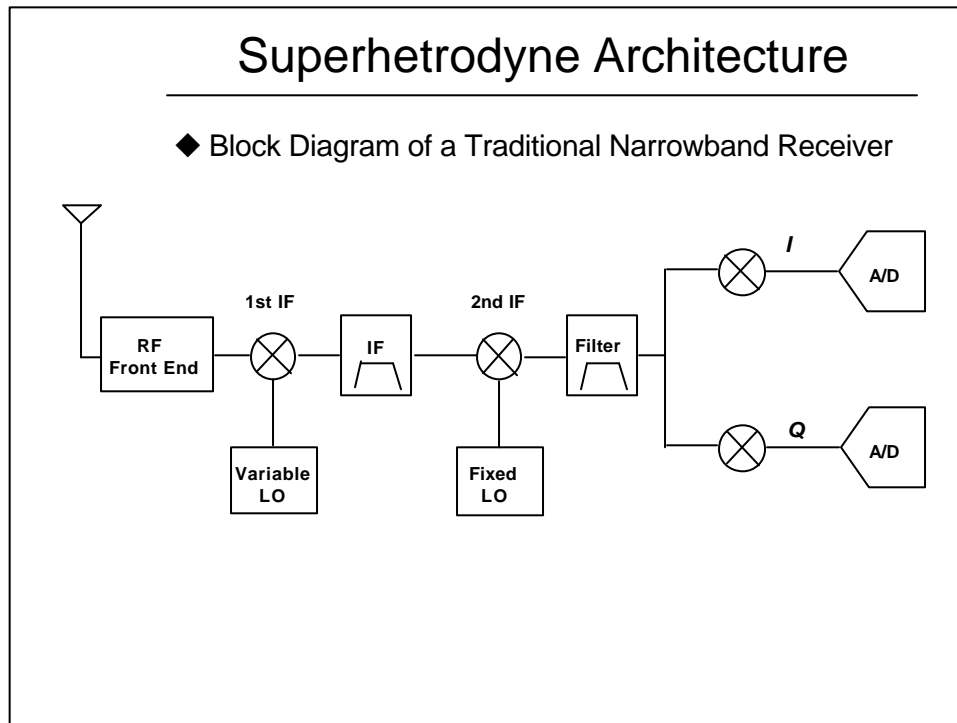 Superhetrodyne Architecture
◆ Block Diagram of a Traditional Narrowband Receiver
I
A/D
1st IF
2nd IF
RF
Front End
IF
Filter
Q
A/D
Variable
LO
Fixed
LO